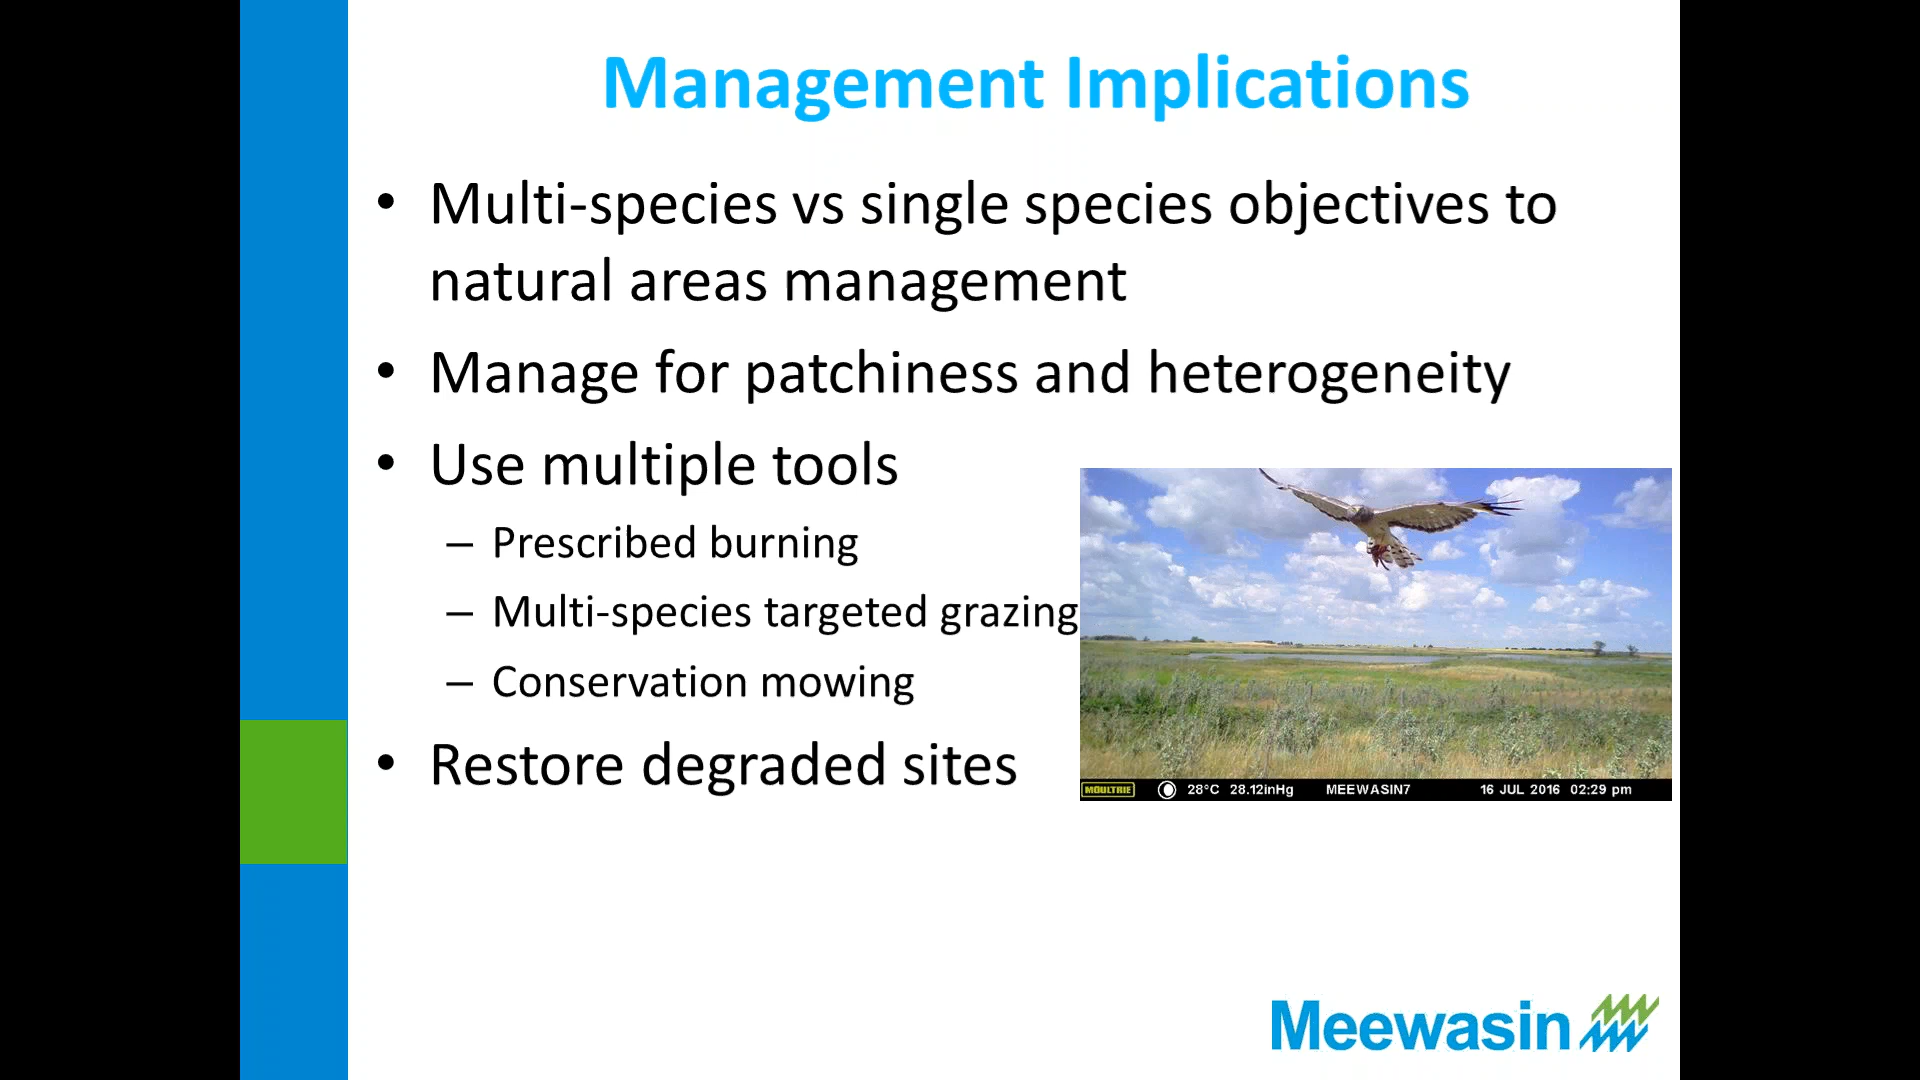 Management Implications
• Multi-species vs single species objectives to
natural areas management
• Manage for patchiness and heterogeneity
• Use multiple tools
– Prescribed burning
– Multi-species targeted grazing
– Conservation mowing
• Restore degraded sites
MOULTRIE 28°C 28.12inHg MEEWASIN7 16 JUL 2016 02:29 pm
Meewasin